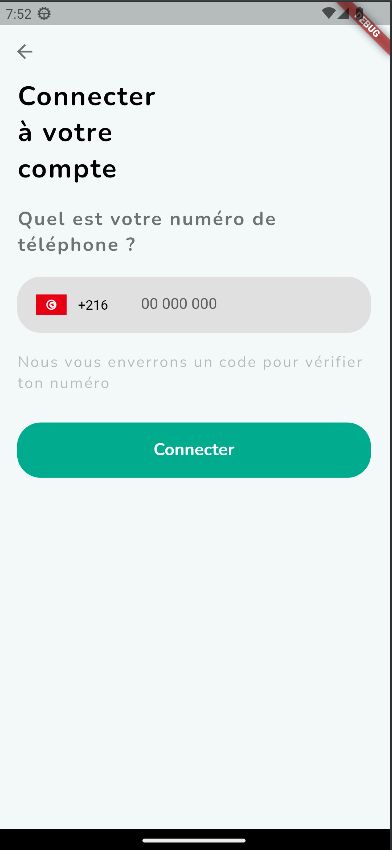 7:52
DEBUG
Connecter
à votre
compte
Quel est votre numéro de
téléphone ?
+216 00 000 000
Nous vous enverrons un code pour vérifier
ton numéro
Connecter